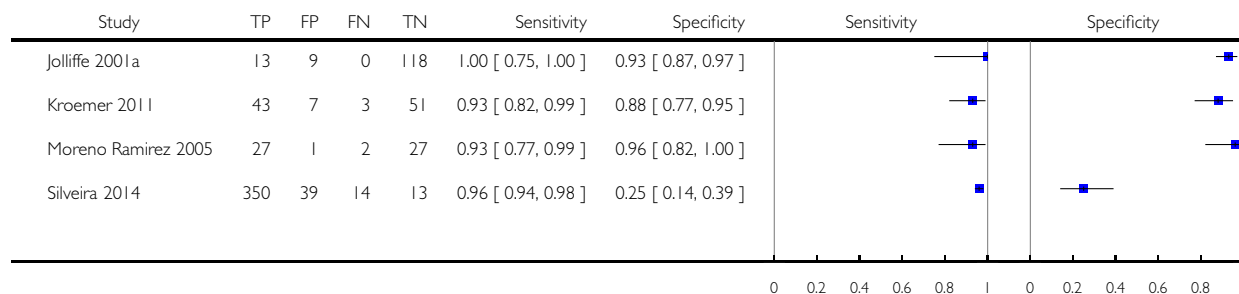 Study TP FP FN TN Sensitivity Specificity Sensitivity Specificity
Jolliffe 2001a 13 9 0 118 1.00 [ 0.75, 1.00 ] 0.93 [ 0.87, 0.97 ]
Kroemer 2011 43 7 3 51 0.93 [ 0.82, 0.99 ] 0.88 [ 0.77, 0.95 ]
Moreno Ramirez 2005 27 1 2 27 0.93 [ 0.77, 0.99 ] 0.96 [ 0.82, 1.00 ]
Silveira 2014 350 39 14 13 0.96 [ 0.94, 0.98 ] 0.25 [ 0.14, 0.39 ]
0 0.2 0.4 0.6 0.8 1 0 0.2 0.4 0.6 0.8